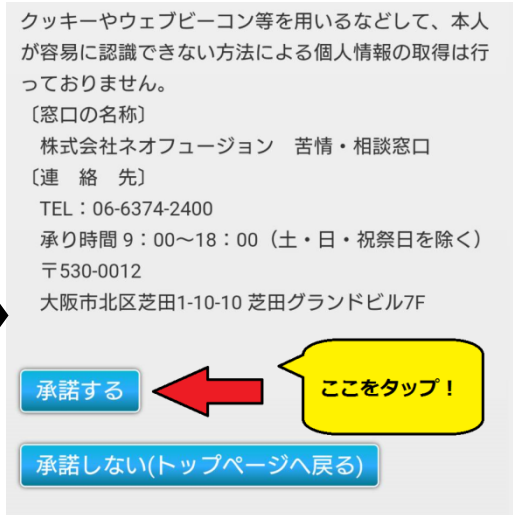 クッキーやウェブビーコン等を用いるなどして、本人
が容易に認識できない方法による個人情報の取得は行
っておりません。
〔窓口の名称〕
株式会社ネオフュージョン　苦情・相談窓口
〔連　絡　先〕
TEL：06-6374-2400
承り時間 9：00～18：00（土・日・祝祭日を除く）
〒530-0012
大阪市北区芝田1-10-10 芝田グランドビル7F
承諾する
ここをタップ！
承諾しない(トップページへ戻る)